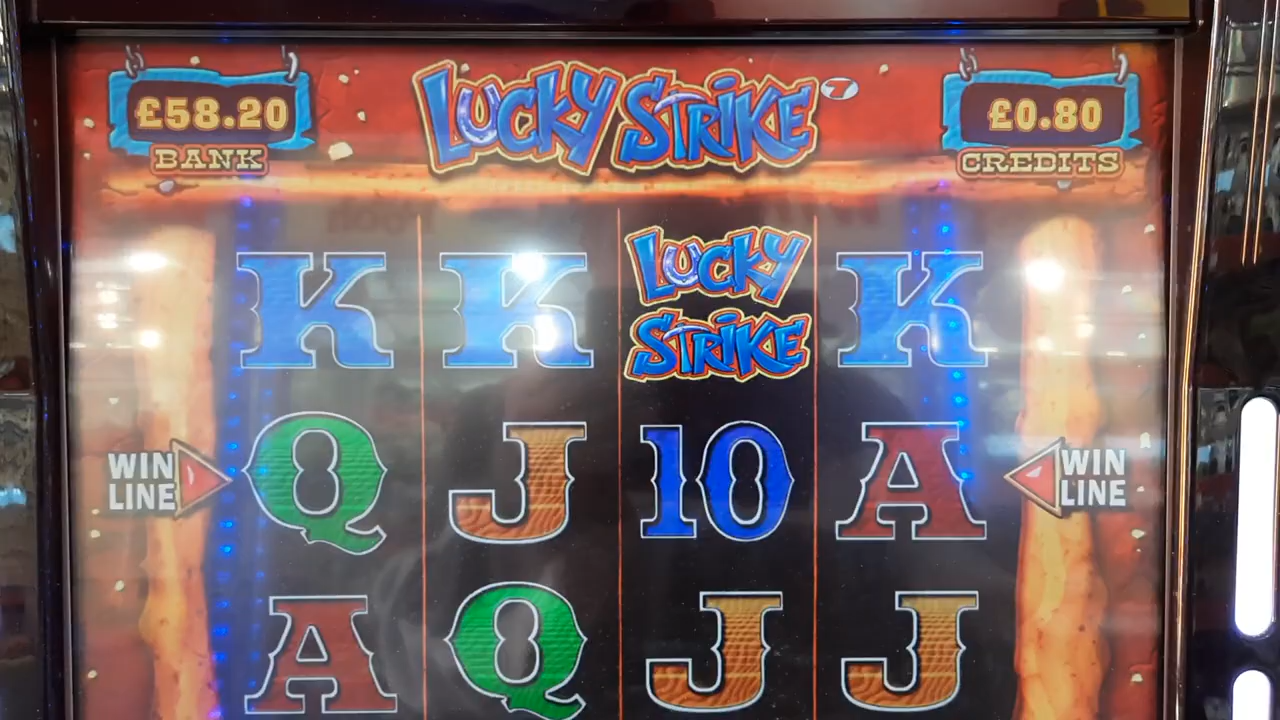 £58.20
BANK
LUCKY STRIKE
£0.80
CREDITS
K K LUCKY STRIKE K
WIN LINE Q J 10 A WIN LINE
A Q J J